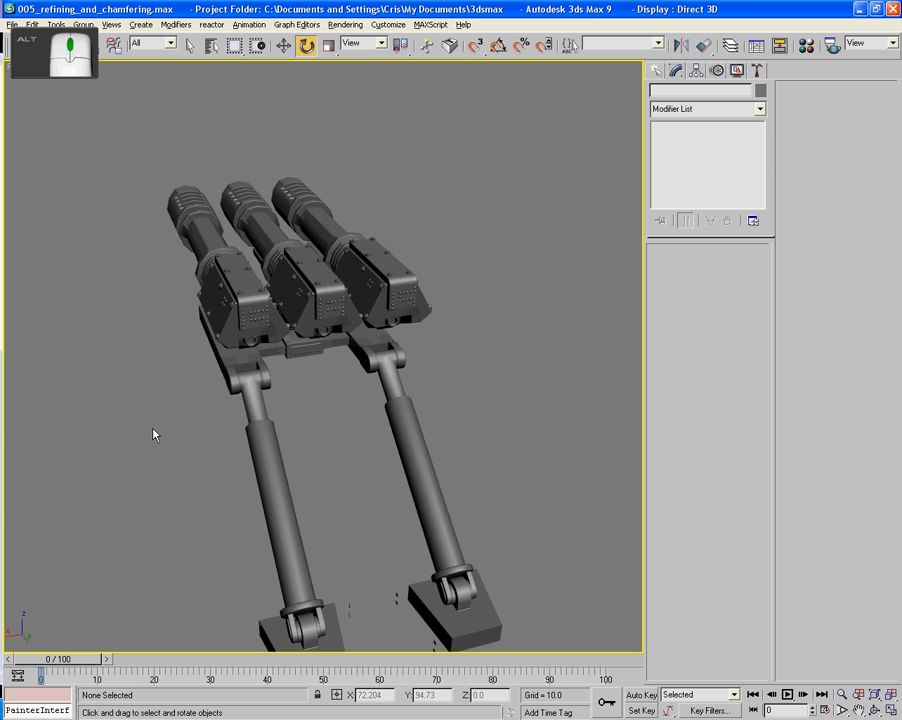 005_refining_and_chamfering.max - Project Folder: C:\Documents and Settings\Cris\My Documents\3dsmax - Autodesk 3ds Max 9 - Display : Direct 3D
File Edit Tools Group Views Create Modifiers reactor Animation Graph Editors Rendering Customize MAXScript Help
ALT
All View View
Modifier List
z
x y
0 / 100
0 10 20 30 40 50 60 70 80 90 100
None Selected X: 72.204 Y: 94.73 Z: 0.0 Grid = 10.0 Auto Key Selected
PainterInterf Click and drag to select and rotate objects Add Time Tag Set Key Key Filters... 0